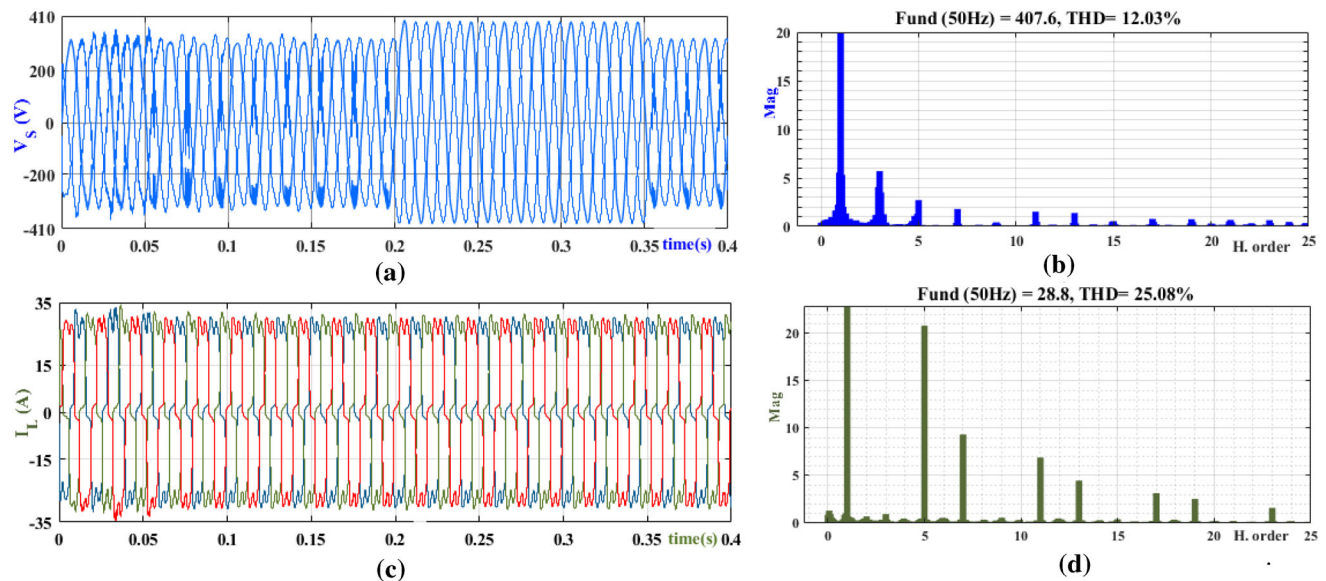 410
200
0
-200
-410
V_S (V)
0 0.05 0.1 0.15 0.2 0.25 0.3 0.35 time(s) 0.4
(a)
Fund (50Hz) = 407.6, THD= 12.03%
20
15
10
5
0
Mag
0 5 10 15 20 H. order 25
(b)
35
15
0
-15
-35
I_L (A)
0 0.05 0.1 0.15 0.2 0.25 0.3 0.35 time(s) 0.4
(c)
Fund (50Hz) = 28.8, THD= 25.08%
20
15
10
5
0
Mag
0 5 10 15 20 H. order 25
(d)